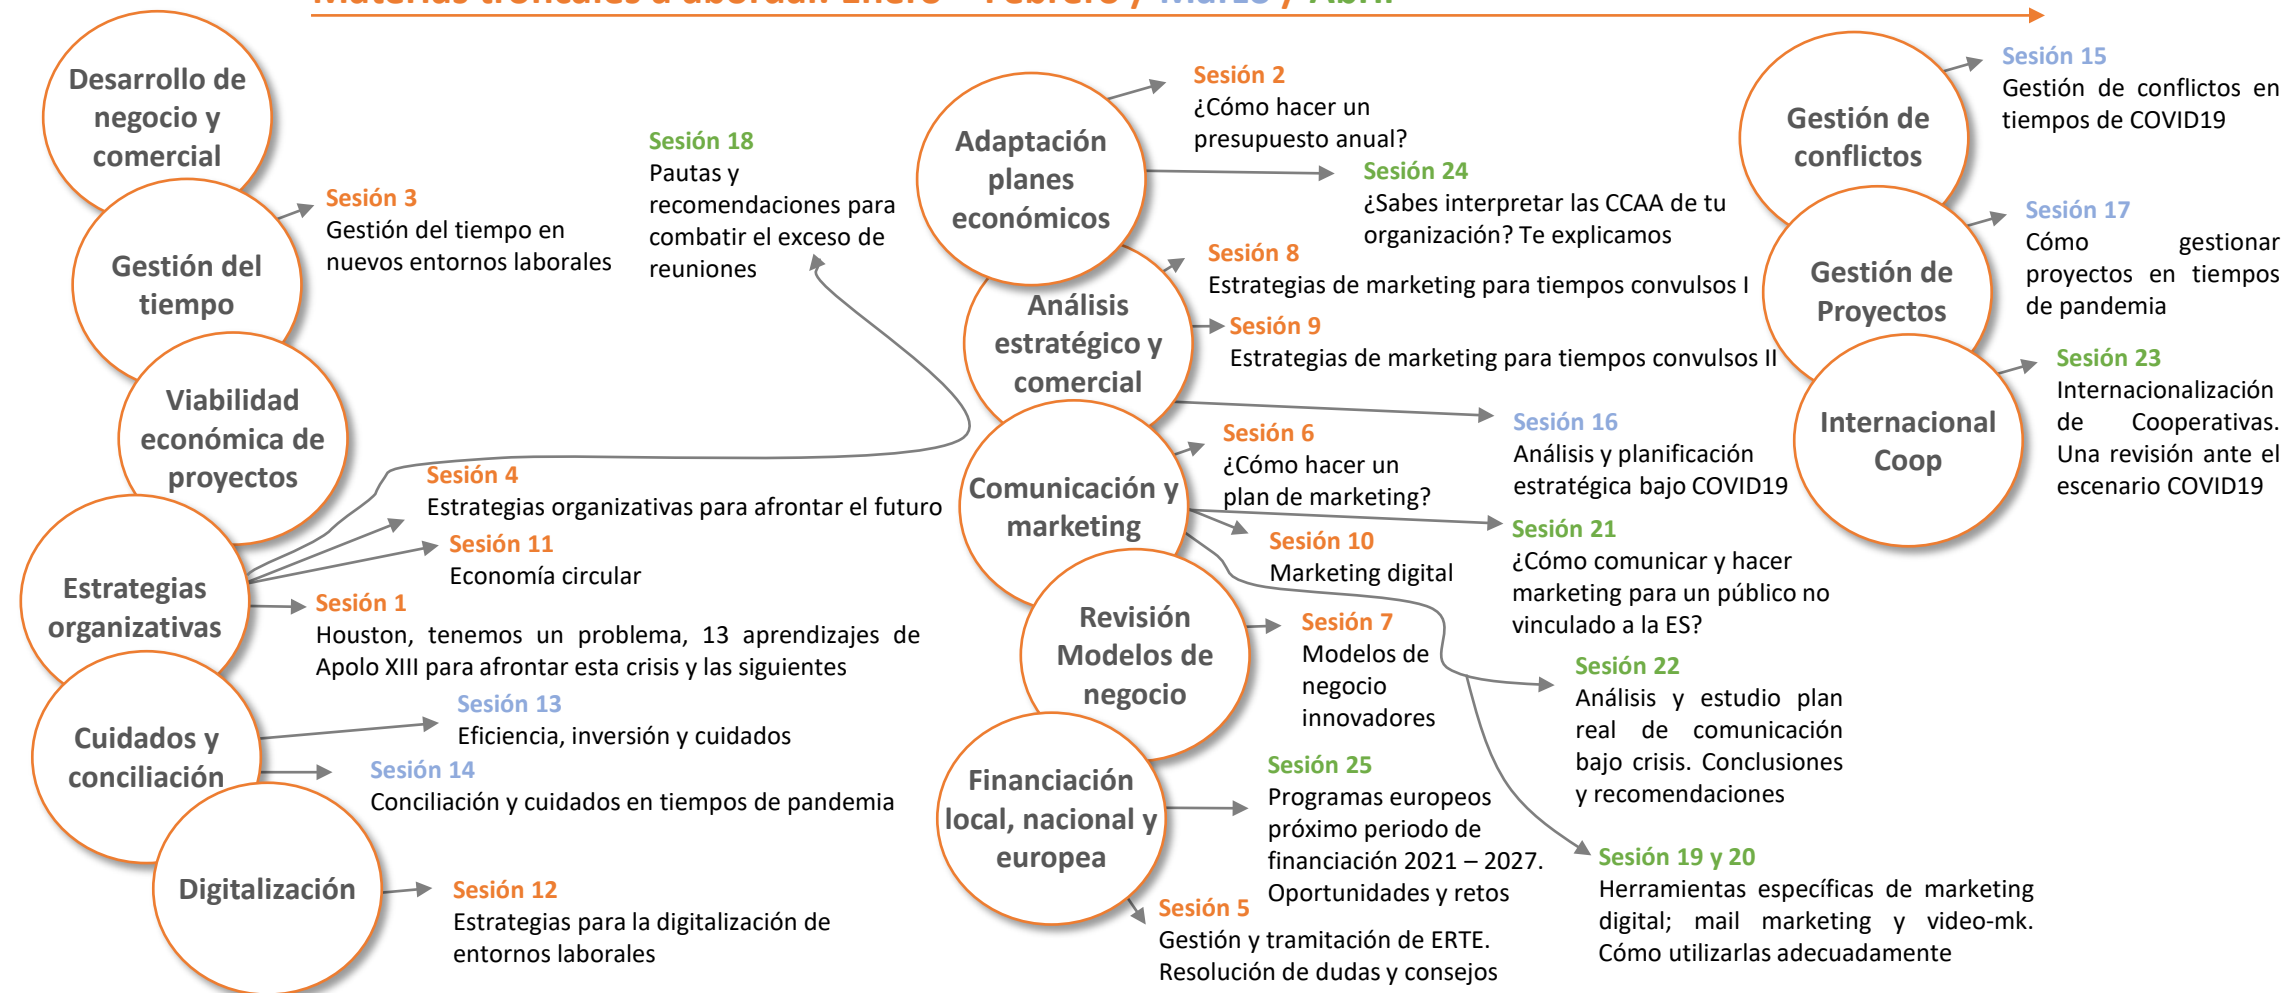 Materias troncales a abordar: Enero – Febrero / Marzo / Abril
Desarrollo de
negocio y
comercial
Gestión del
tiempo
Sesión 3
Gestión del tiempo en
nuevos entornos laborales
Viabilidad
económica de
proyectos
Estrategias
organizativas
Sesión 18
Pautas y
recomendaciones para
combatir el exceso de
reuniones
Sesión 4
Estrategias organizativas para afrontar el futuro
Sesión 11
Economía circular
Sesión 1
Houston, tenemos un problema, 13 aprendizajes de
Apolo XIII para afrontar esta crisis y las siguientes
Cuidados y
conciliación
Sesión 13
Eficiencia, inversión y cuidados
Sesión 14
Conciliación y cuidados en tiempos de pandemia
Digitalización
Sesión 12
Estrategias para la digitalización de
entornos laborales
Adaptación
planes
económicos
Sesión 2
¿Cómo hacer un
presupuesto anual?
Sesión 24
¿Sabes interpretar las CCAA de tu
organización? Te explicamos
Análisis
estratégico y
comercial
Sesión 8
Estrategias de marketing para tiempos convulsos I
Sesión 9
Estrategias de marketing para tiempos convulsos II
Sesión 16
Análisis y planificación
estratégica bajo COVID19
Comunicación y
marketing
Sesión 6
¿Cómo hacer un
plan de marketing?
Sesión 10
Marketing digital
Sesión 21
¿Cómo comunicar y hacer
marketing para un público no
vinculado a la ES?
Sesión 22
Análisis y estudio plan
real de comunicación
bajo crisis. Conclusiones
y recomendaciones
Sesión 19 y 20
Herramientas específicas de marketing
digital; mail marketing y video-mk.
Cómo utilizarlas adecuadamente
Revisión
Modelos de
negocio
Sesión 7
Modelos de
negocio
innovadores
Financiación
local, nacional y
europea
Sesión 25
Programas europeos
próximo periodo de
financiación 2021 – 2027.
Oportunidades y retos
Sesión 5
Gestión y tramitación de ERTE.
Resolución de dudas y consejos
Gestión de
conflictos
Sesión 15
Gestión de conflictos en
tiempos de COVID19
Gestión de
Proyectos
Sesión 17
Cómo gestionar
proyectos en tiempos
de pandemia
Internacional
Coop
Sesión 23
Internacionalización
de Cooperativas.
Una revisión ante el
escenario COVID19